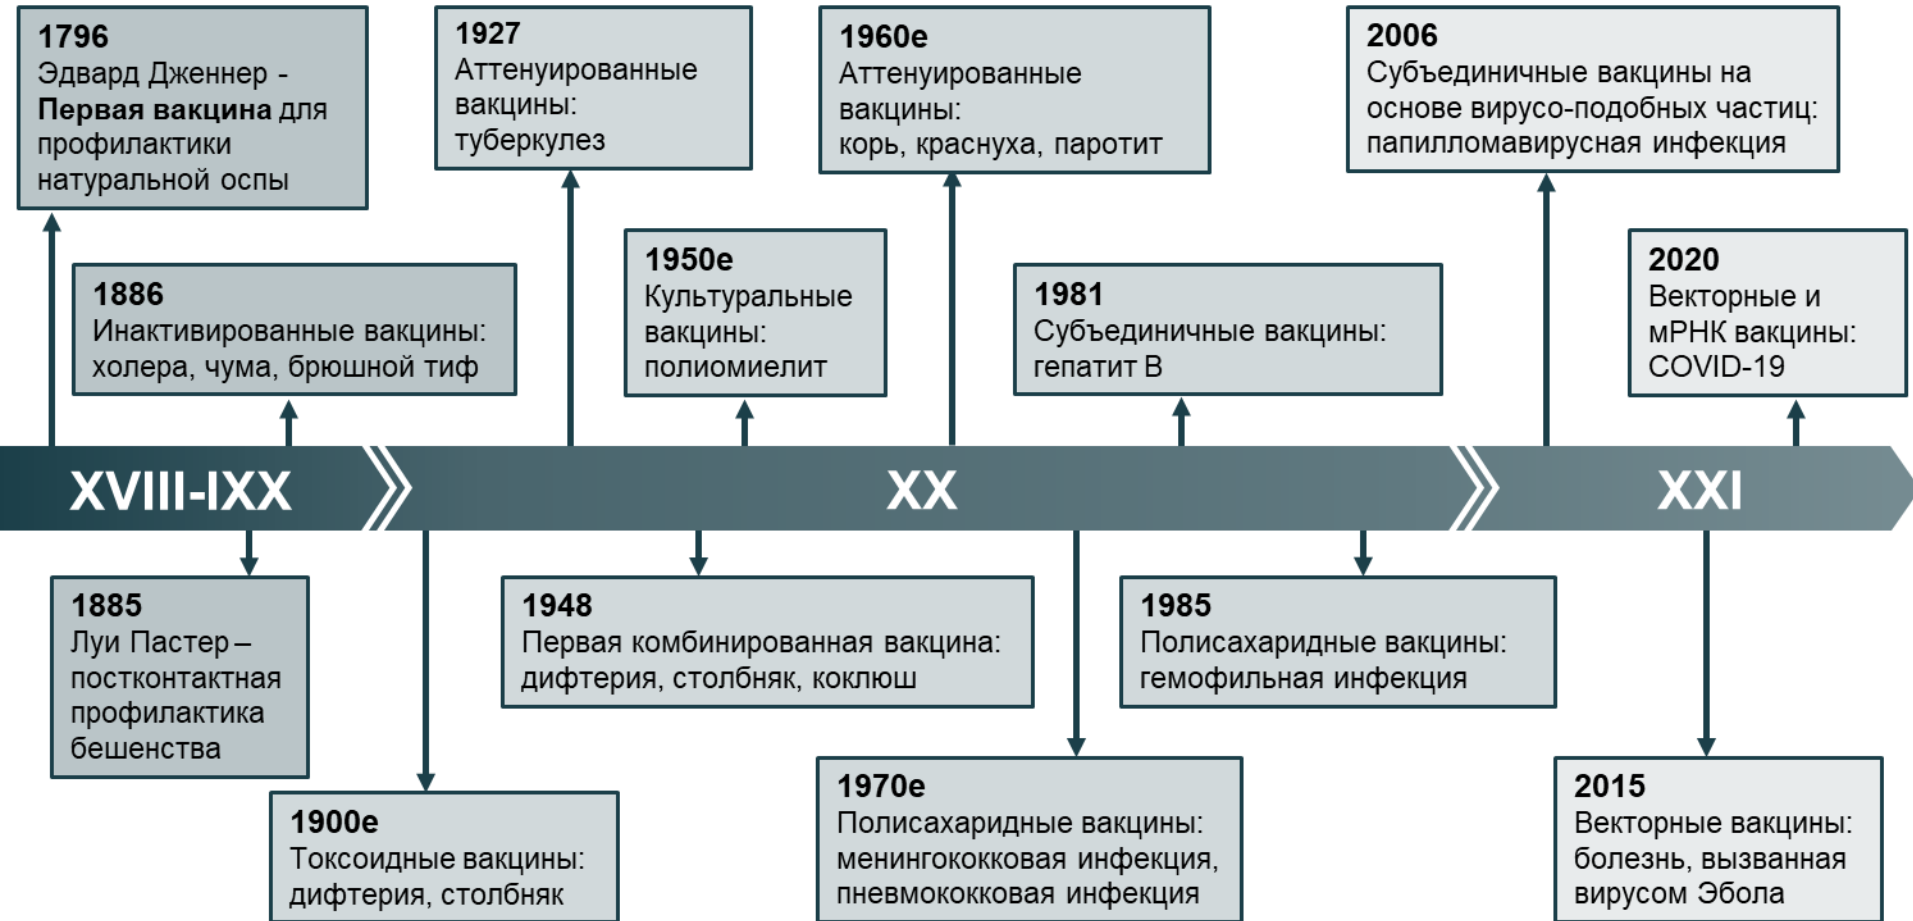 1796
Эдвард Дженнер -
Первая вакцина для
профилактики
натуральной оспы
1927
Аттенуированные
вакцины:
туберкулез
1960е
Аттенуированные
вакцины:
корь, краснуха, паротит
2006
Субъединичные вакцины на
основе вирусо-подобных частиц:
папилломавирусная инфекция
1886
Инактивированные вакцины:
холера, чума, брюшной тиф
1950е
Культуральные
вакцины:
полиомиелит
1981
Субъединичные вакцины:
гепатит В
2020
Векторные и
мРНК вакцины:
COVID-19
XVIII-IXX
XX
XXI
1885
Луи Пастер –
постконтактная
профилактика
бешенства
1948
Первая комбинированная вакцина:
дифтерия, столбняк, коклюш
1985
Полисахаридные вакцины:
гемофильная инфекция
1900е
Токсоидные вакцины:
дифтерия, столбняк
1970е
Полисахаридные вакцины:
менингококковая инфекция,
пневмококковая инфекция
2015
Векторные вакцины:
болезнь, вызванная
вирусом Эбола